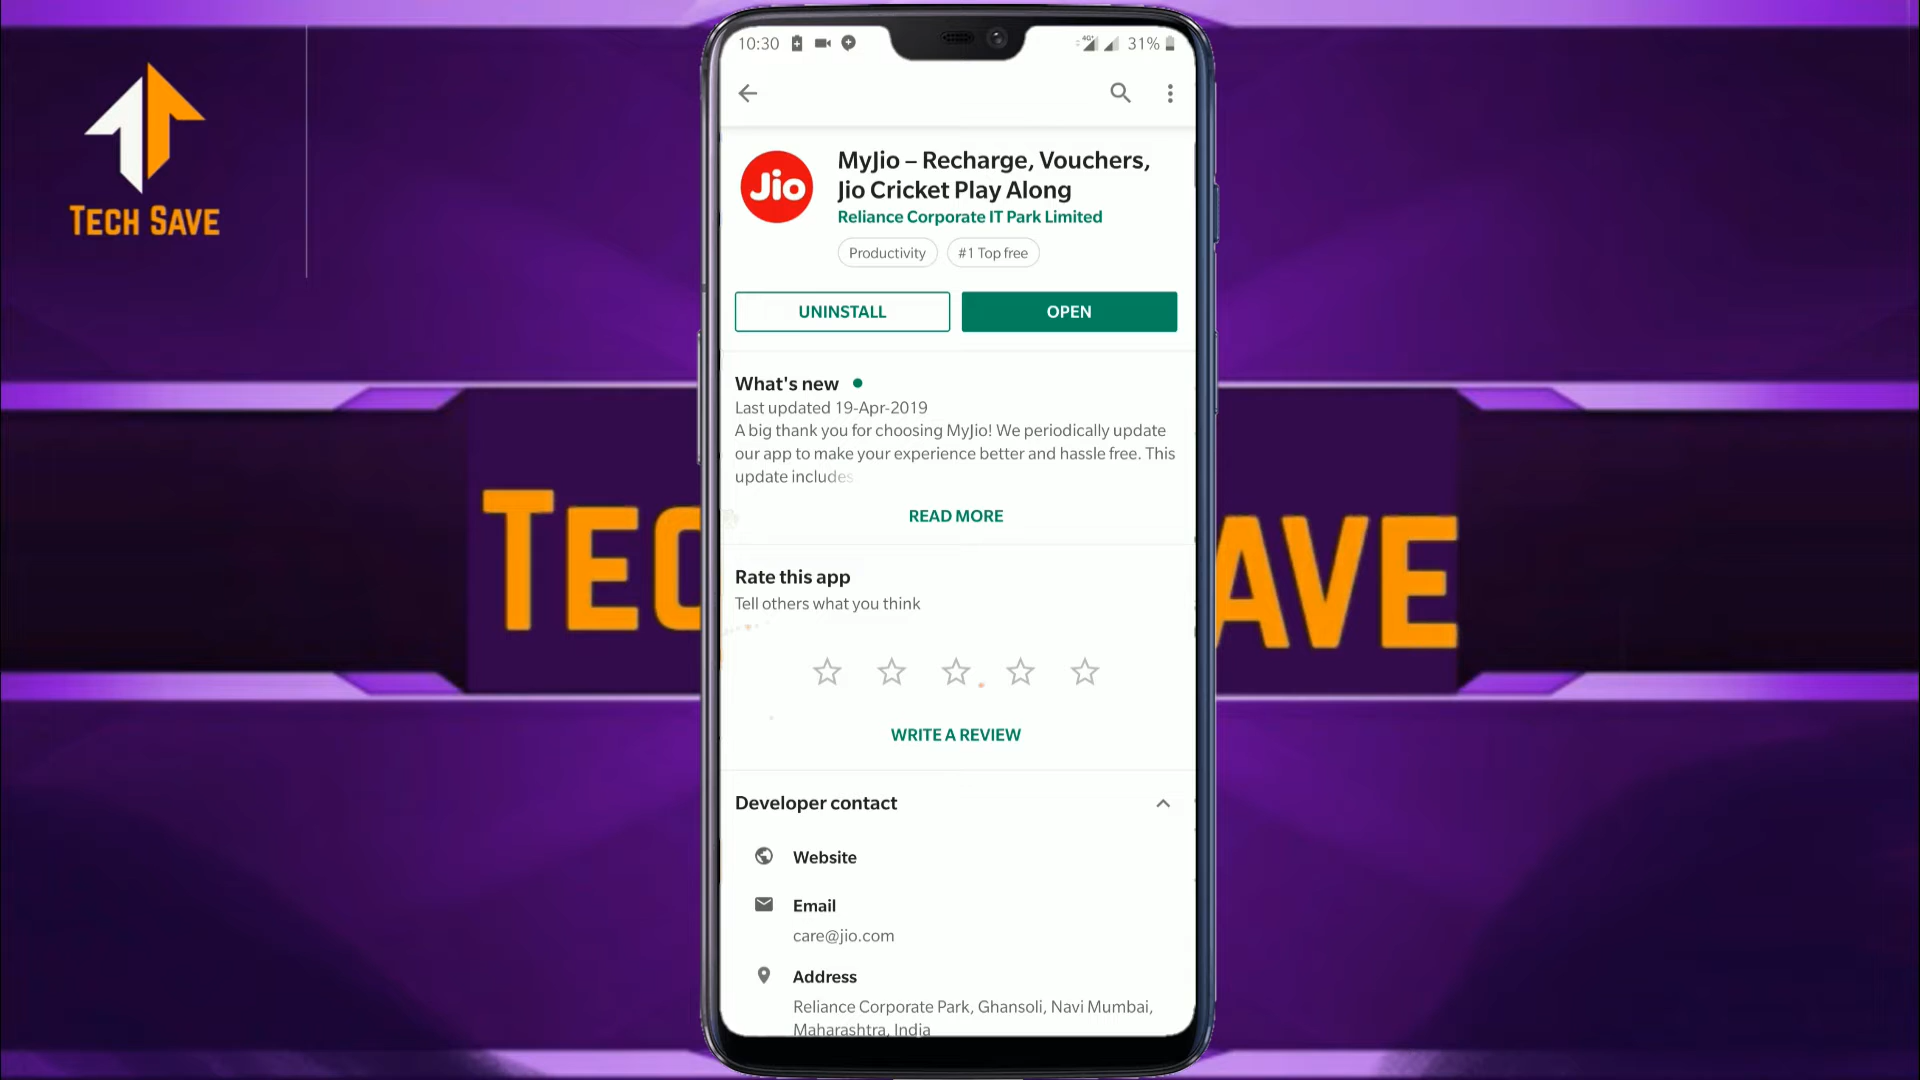 TECH SAVE
10:30
4G+
31%
Jio
MyJio – Recharge, Vouchers,
Jio Cricket Play Along
Reliance Corporate IT Park Limited
Productivity
#1 Top free
UNINSTALL
OPEN
What's new
Last updated 19-Apr-2019
A big thank you for choosing MyJio! We periodically update
our app to make your experience better and hassle free. This
update includes
READ MORE
TEC
AVE
Rate this app
Tell others what you think
WRITE A REVIEW
Developer contact
Website
Email
care@jio.com
Address
Reliance Corporate Park, Ghansoli, Navi Mumbai,
Maharashtra, India